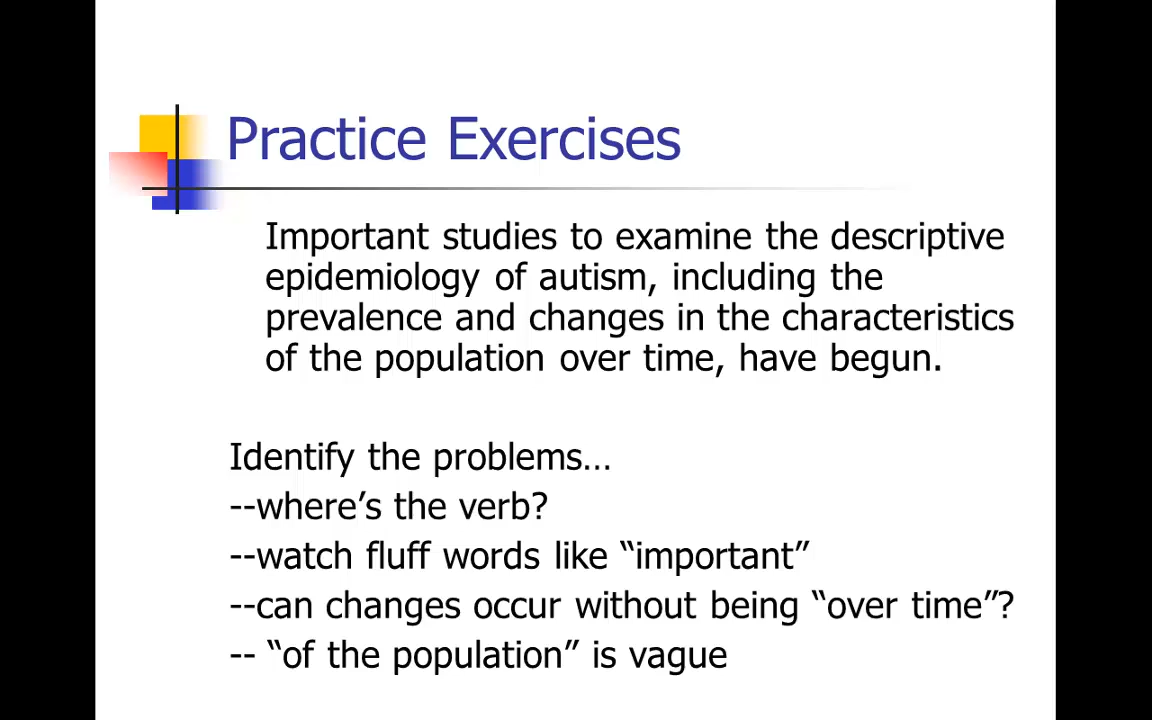 Practice Exercises
Important studies to examine the descriptive
epidemiology of autism, including the
prevalence and changes in the characteristics
of the population over time, have begun.
Identify the problems…
--where’s the verb?
--watch fluff words like “important”
--can changes occur without being “over time”?
-- “of the population” is vague